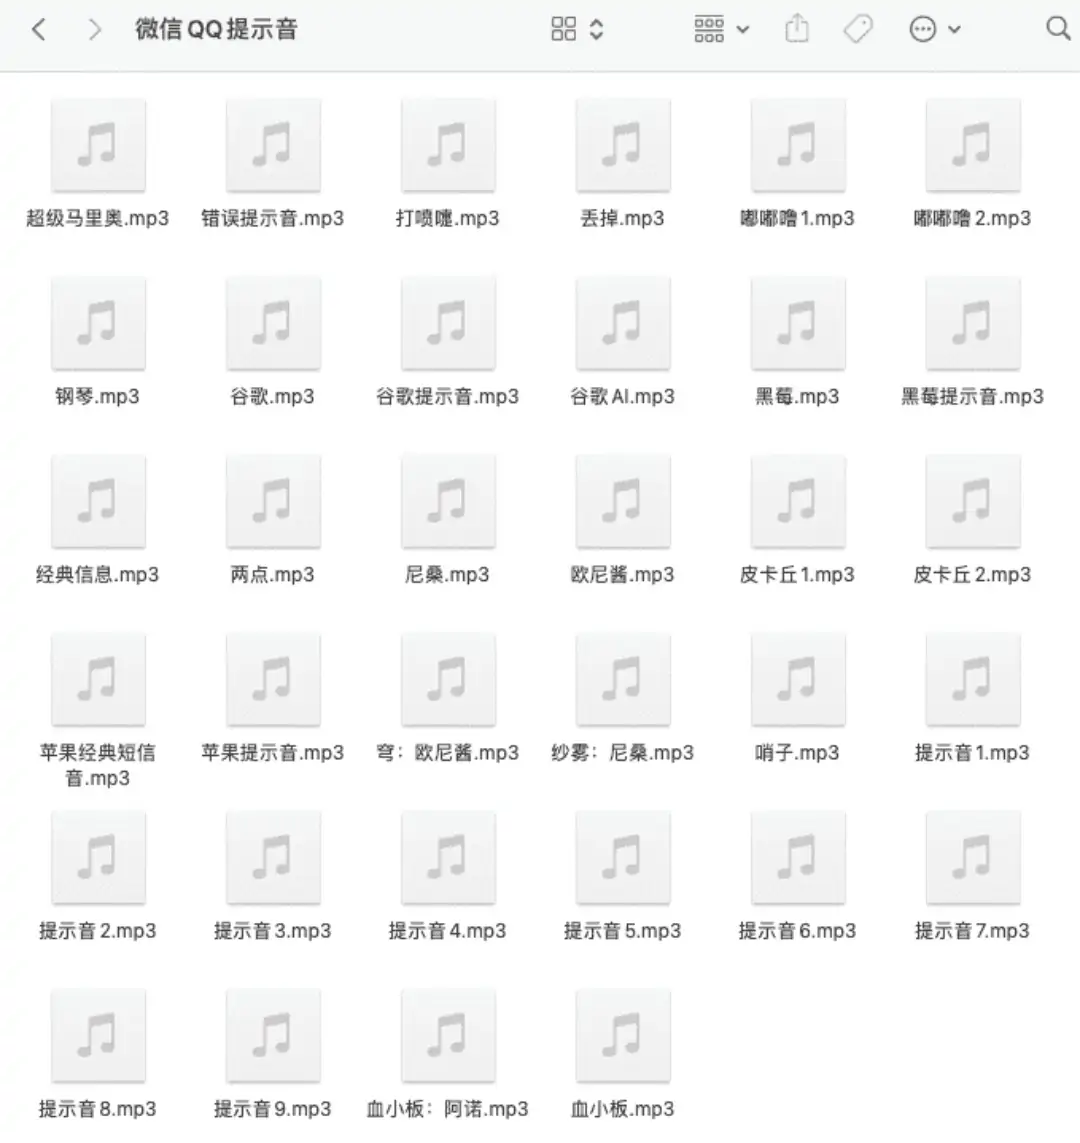 微信QQ提示音
超级马里奥.mp3 错误提示音.mp3 打喷嚏.mp3 丢掉.mp3 嘟嘟噜1.mp3 嘟嘟噜2.mp3
钢琴.mp3 谷歌.mp3 谷歌提示音.mp3 谷歌AI.mp3 黑莓.mp3 黑莓提示音.mp3
经典信息.mp3 两点.mp3 尼桑.mp3 欧尼酱.mp3 皮卡丘1.mp3 皮卡丘2.mp3
苹果经典短信音.mp3 苹果提示音.mp3 穹：欧尼酱.mp3 纱雾：尼桑.mp3 哨子.mp3 提示音1.mp3
提示音2.mp3 提示音3.mp3 提示音4.mp3 提示音5.mp3 提示音6.mp3 提示音7.mp3
提示音8.mp3 提示音9.mp3 血小板：阿诺.mp3 血小板.mp3